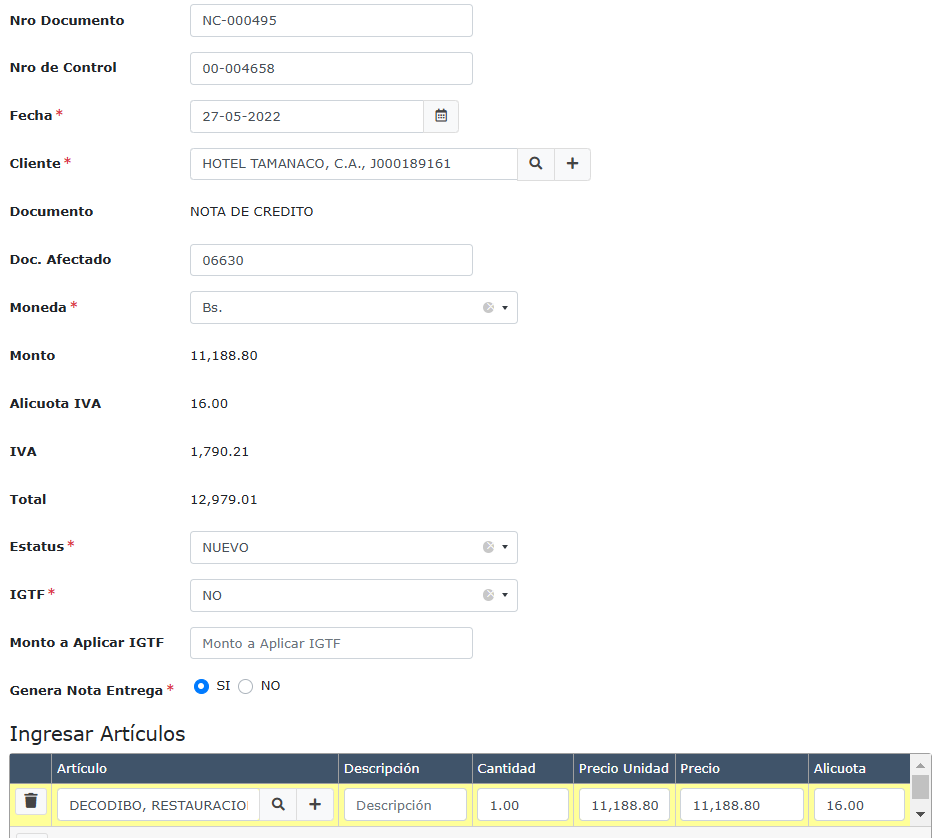 Nro Documento NC-000495
Nro de Control 00-004658
Fecha * 27-05-2022
Cliente * HOTEL TAMANACO, C.A., J000189161
Documento NOTA DE CREDITO
Doc. Afectado 06630
Moneda * Bs.
Monto 11,188.80
Alicuota IVA 16.00
IVA 1,790.21
Total 12,979.01
Estatus * NUEVO
IGTF * NO
Monto a Aplicar IGTF Monto a Aplicar IGTF
Genera Nota Entrega * SI NO
Ingresar Artículos
Artículo Descripción Cantidad Precio Unidad Precio Alicuota
DECODIBO, RESTAURACIO Descripción 1.00 11,188.80 11,188.80 16.00